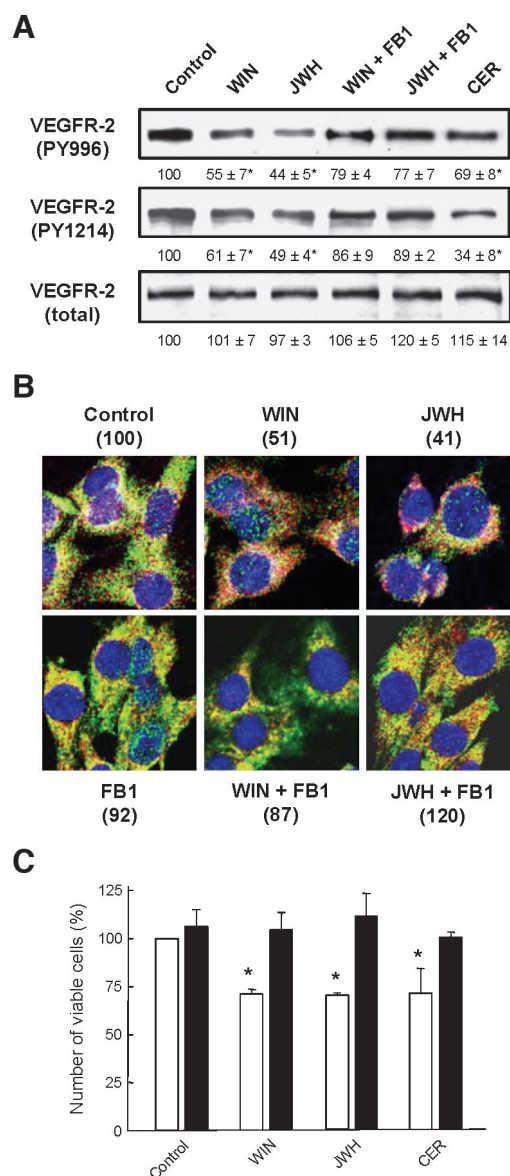 A
Control WIN JWH WIN + FB1 JWH + FB1 CER
VEGFR-2
(PY996)
100 55 ± 7* 44 ± 5* 79 ± 4 77 ± 7 69 ± 8*
VEGFR-2
(PY1214)
100 61 ± 7* 49 ± 4* 86 ± 9 89 ± 2 34 ± 8*
VEGFR-2
(total)
100 101 ± 7 97 ± 3 106 ± 5 120 ± 5 115 ± 14
B
Control WIN JWH
(100) (51) (41)
FB1 WIN + FB1 JWH + FB1
(92) (87) (120)
C
Number of viable cells (%)
125
100
75
50
25
0
* * *
Control WIN JWH CER